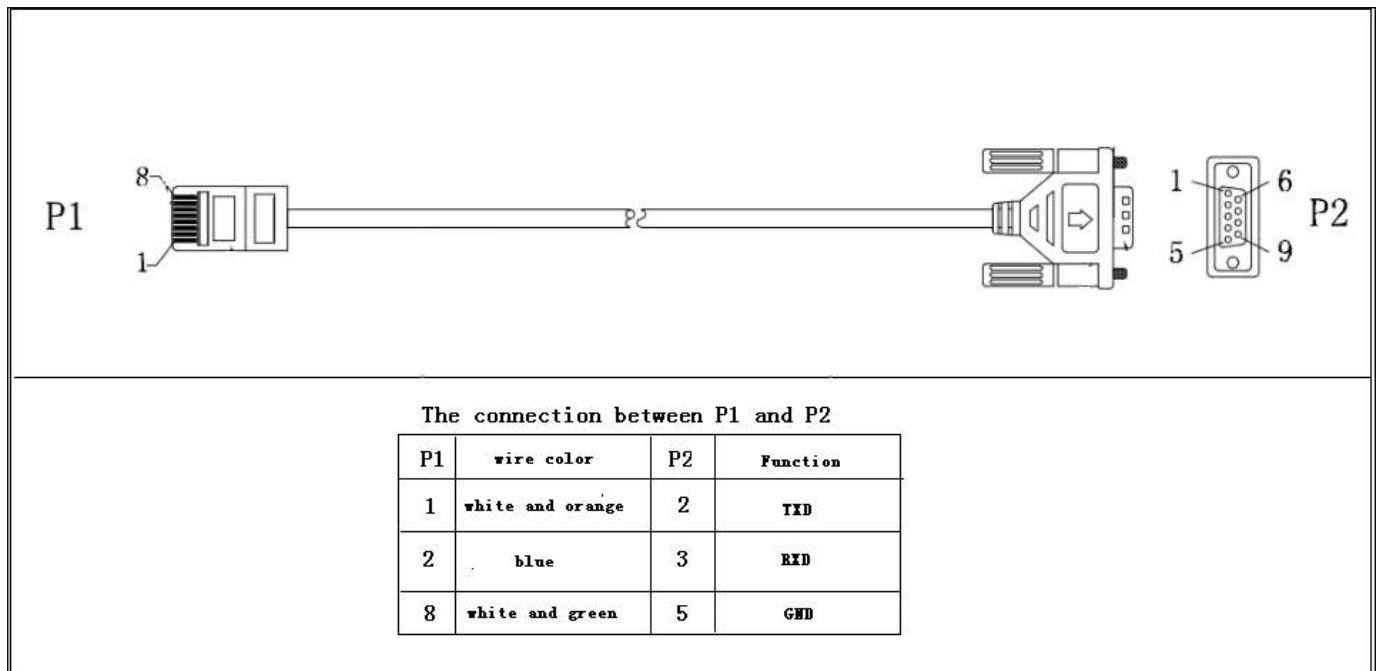 P1
8
1
1
6
5
9
P2
The connection between P1 and P2
P1 wire color P2 Function
1 white and orange 2 TXD
2 blue 3 RXD
8 white and green 5 GND